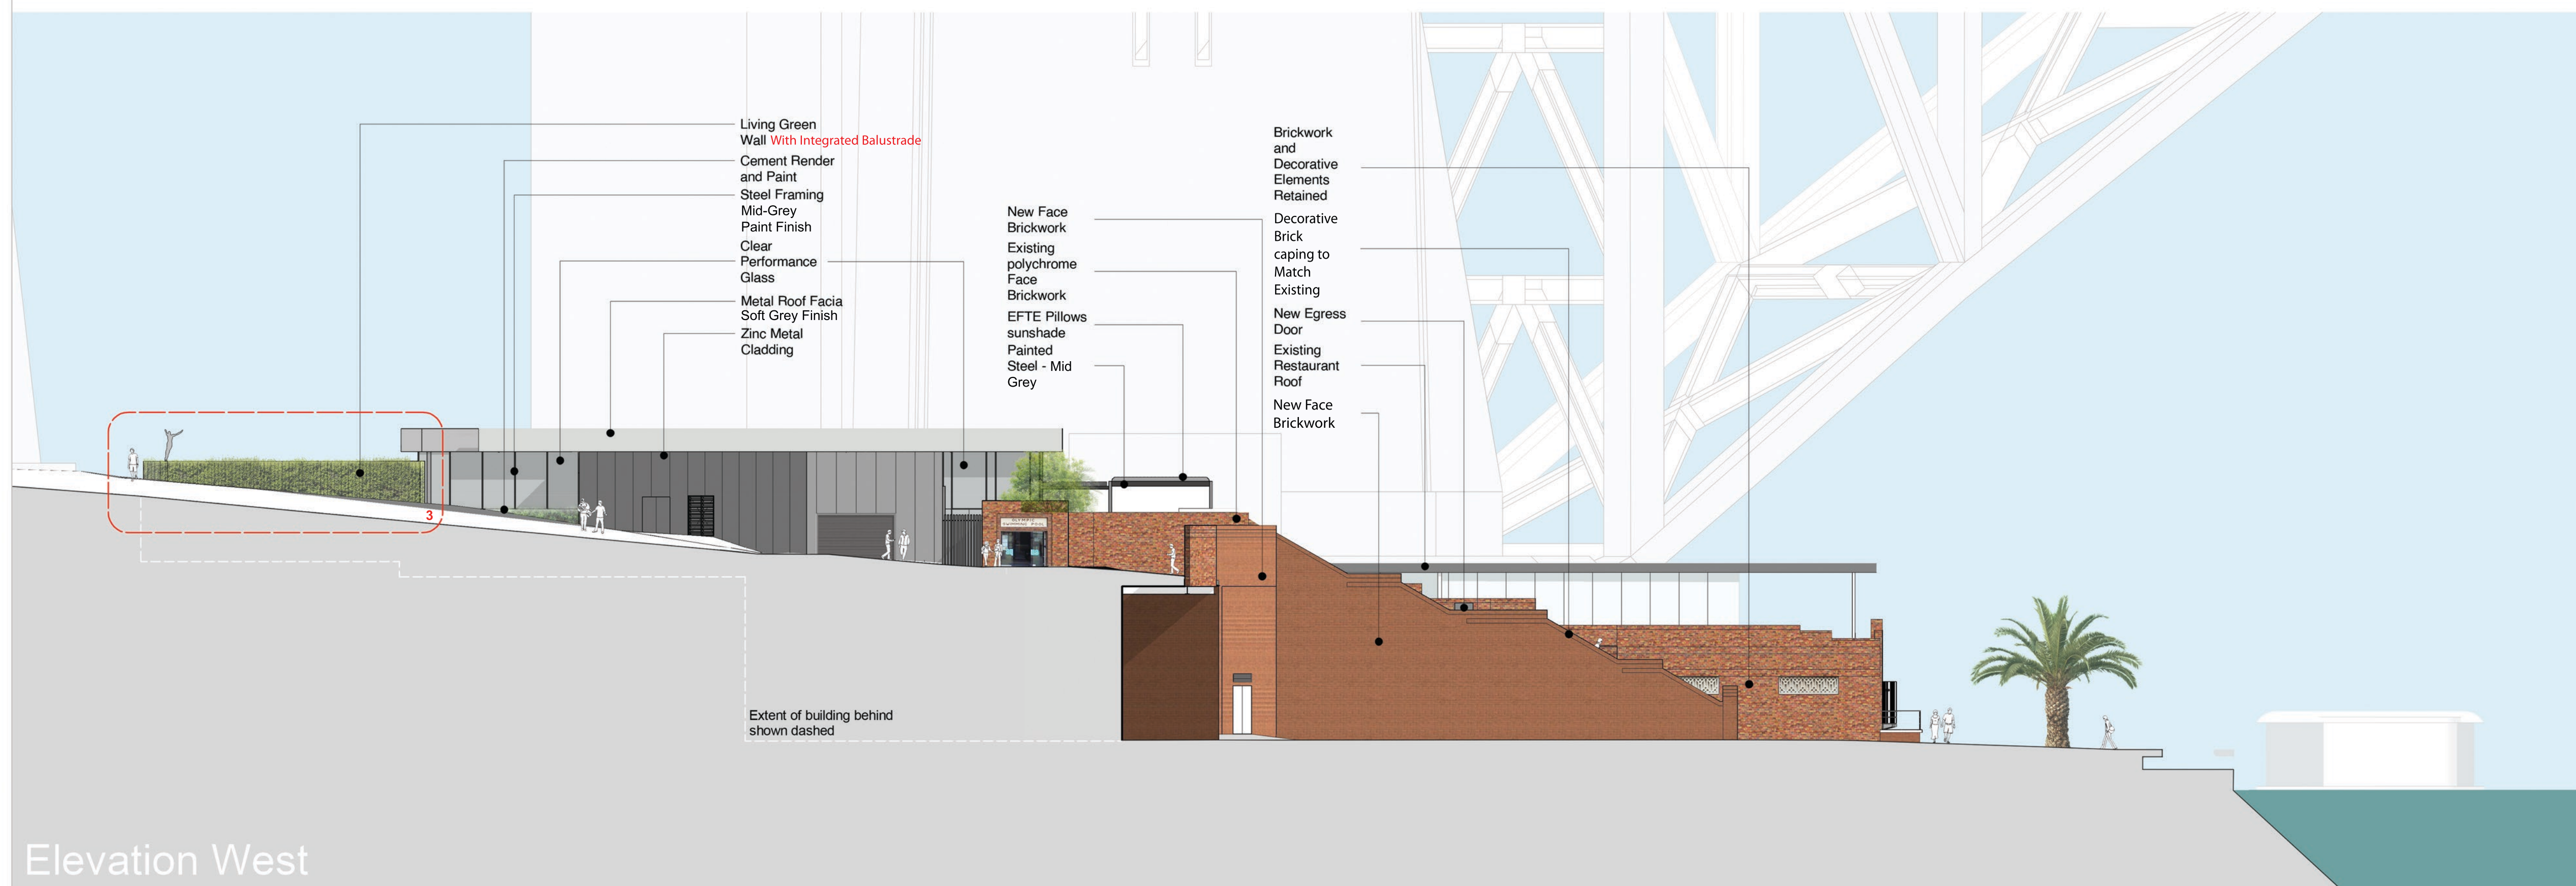 Living Green
Wall With Integrated Balustrade
Cement Render
and Paint
Steel Framing
Mid-Grey
Paint Finish
Clear
Performance
Glass
Metal Roof Facia
Soft Grey Finish
Zinc Metal
Cladding
New Face
Brickwork
Existing
polychrome
Face
Brickwork
EFTE Pillows
sunshade
Painted
Steel - Mid
Grey
Brickwork
and
Decorative
Elements
Retained
Decorative
Brick
caping to
Match
Existing
New Egress
Door
Existing
Restaurant
Roof
New Face
Brickwork
3
OLYMPIC
SWIMMING POOL
Extent of building behind
shown dashed
Elevation West